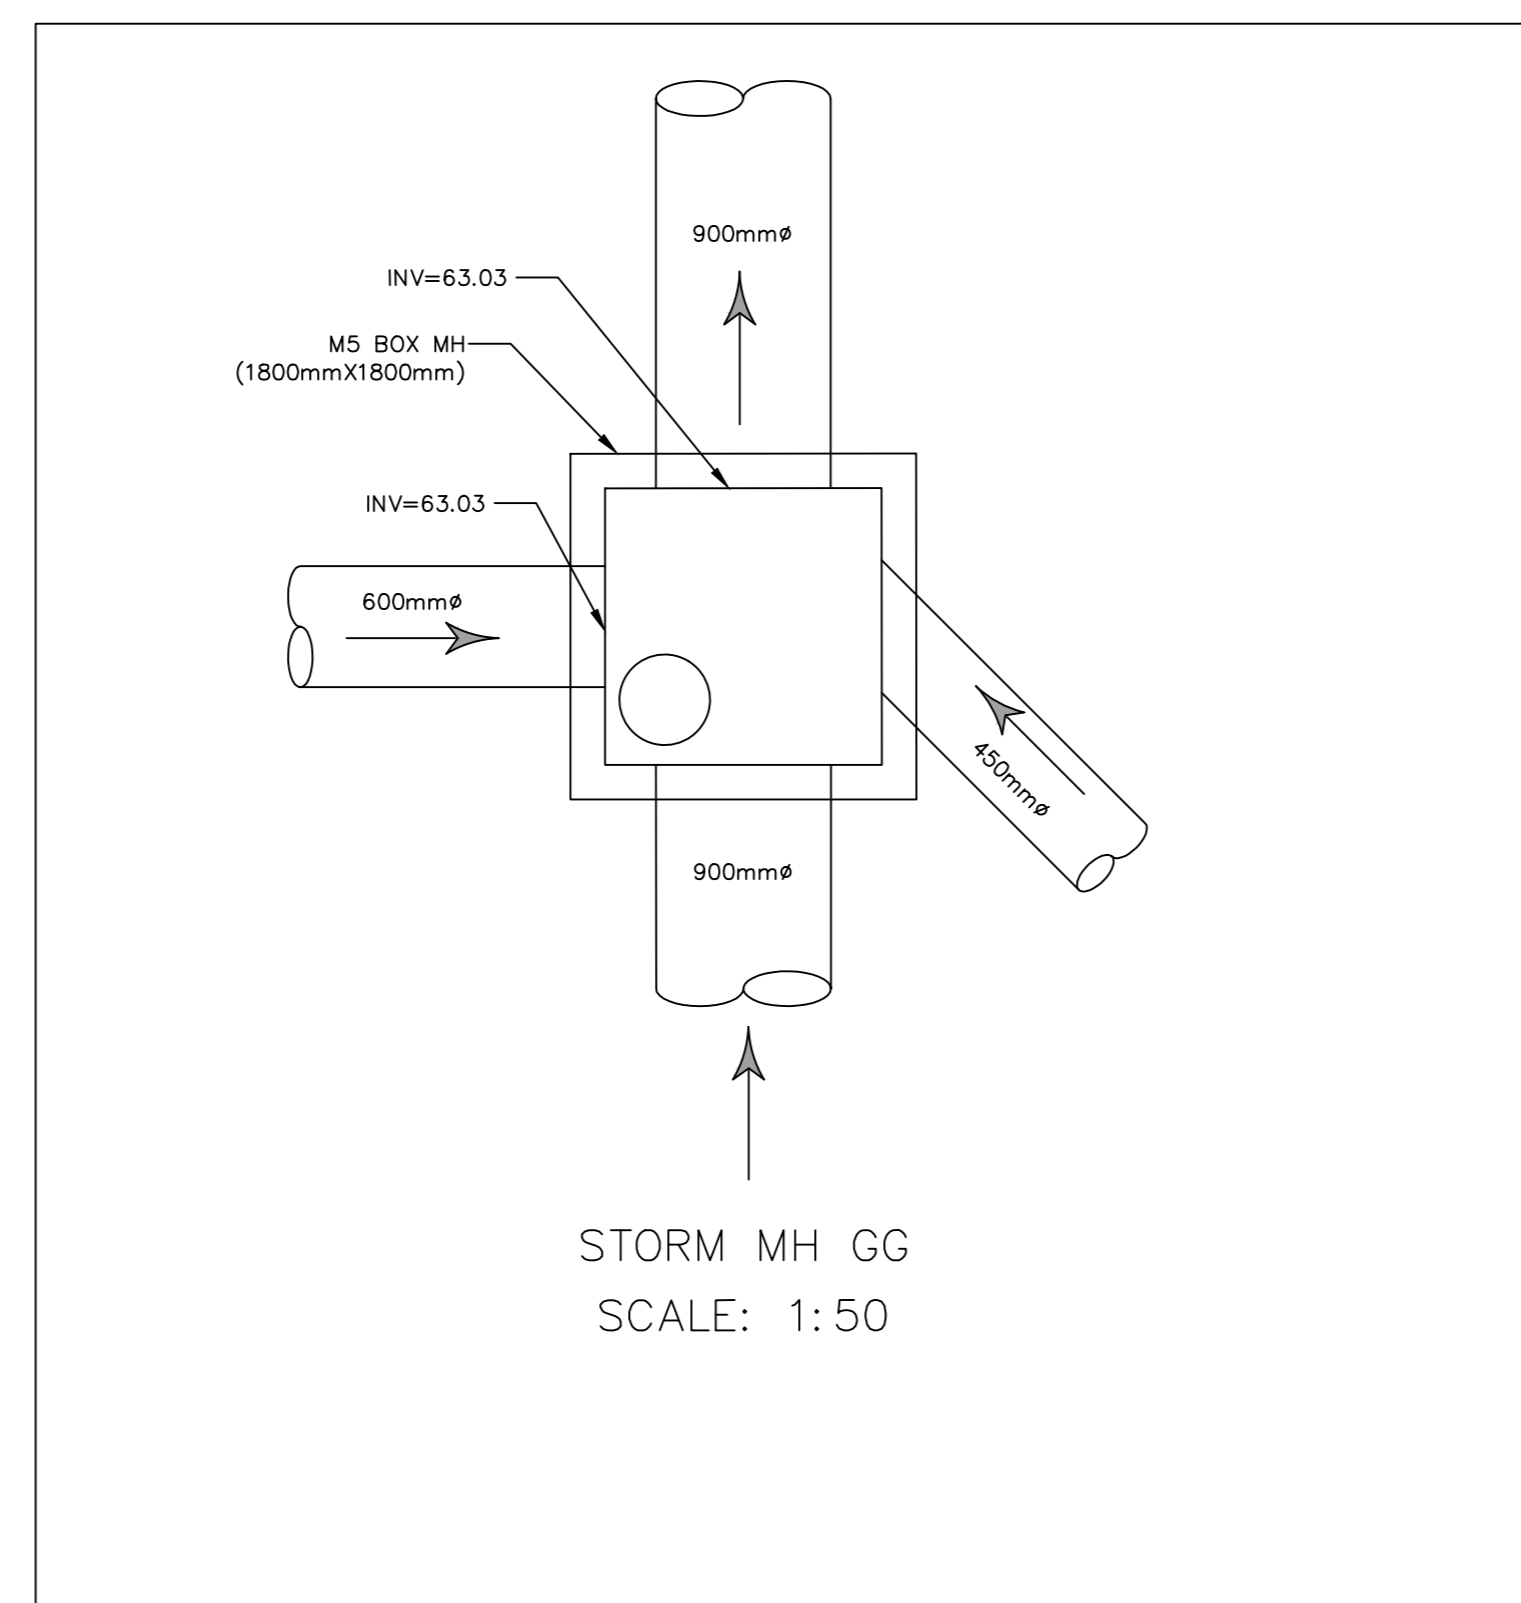 900mmø
INV=63.03
M5 BOX MH
(1800mmX1800mm)
INV=63.03
600mmø
450mmø
900mmø
STORM MH GG
SCALE: 1:50